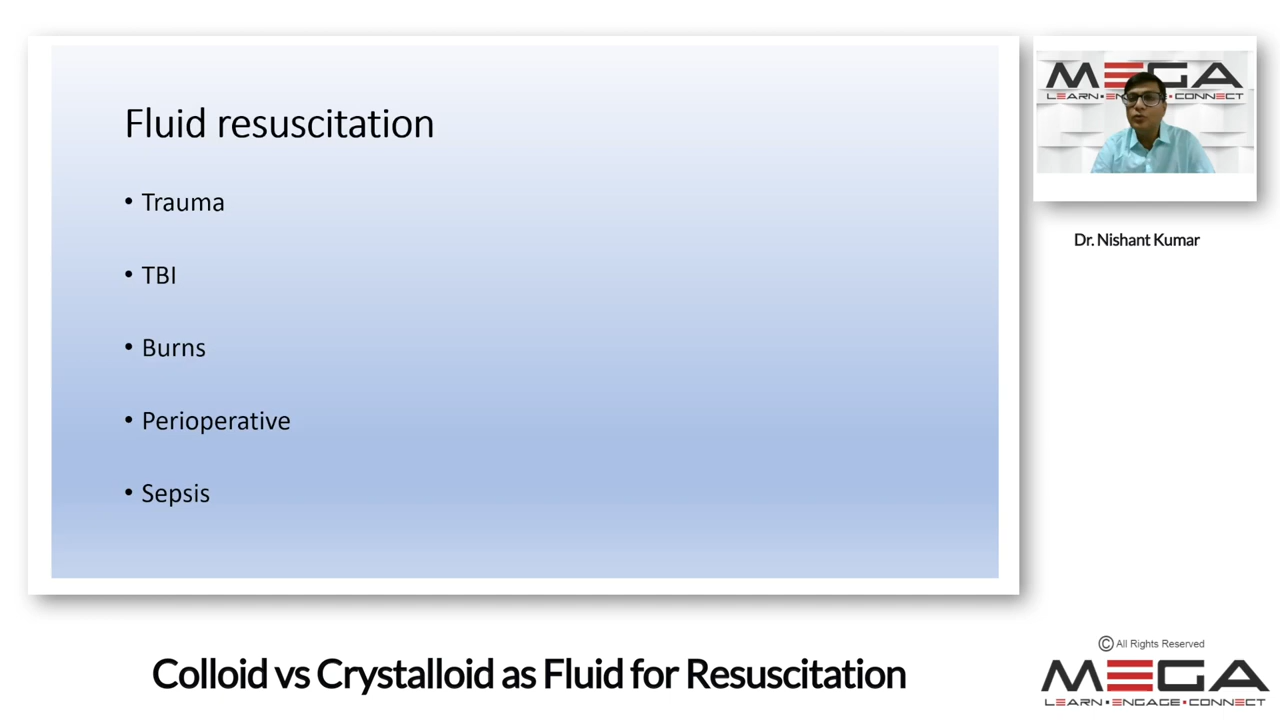 Fluid resuscitation
• Trauma
• TBI
• Burns
• Perioperative
• Sepsis
MEGA
LEARN•ENGAGE•CONNECT
Dr. Nishant Kumar
Colloid vs Crystalloid as Fluid for Resuscitation
© All Rights Reserved
MEGA
LEARN•ENGAGE•CONNECT